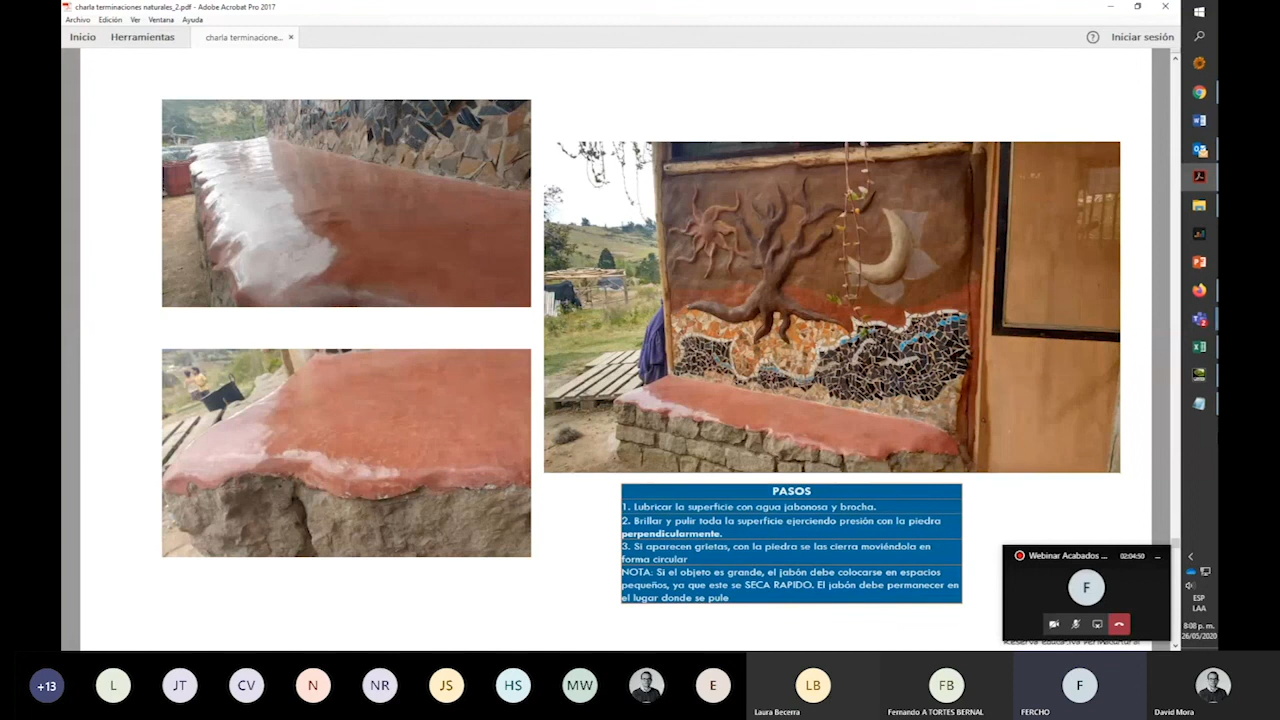 charla terminaciones naturales_2.pdf - Adobe Acrobat Pro 2017
Archivo Edición Ver Ventana Ayuda
Inicio Herramientas charla terminacione... ×
? Iniciar sesión
PASOS
1. Lubricar la superficie con agua jabonosa y brocha.
2. Brillar y pulir toda la superficie ejerciendo presión con la piedra
perpendicularmente.
3. Si aparecen grietas, con la piedra se las cierra moviéndola en
forma circular
NOTA: Si el objeto es grande, el jabón debe colocarse en espacios
pequeños, ya que este se SECA RAPIDO. El jabón debe permanecer en
el lugar donde se pule
Webinar Acabados ... 02:04:50
F
ESP
LAA
8:08 p. m.
26/05/2020
+13 L JT CV N NR JS HS MW E LB FB F
Laura Becerra Fernando A TORTES BERNAL FERCHO David Mora